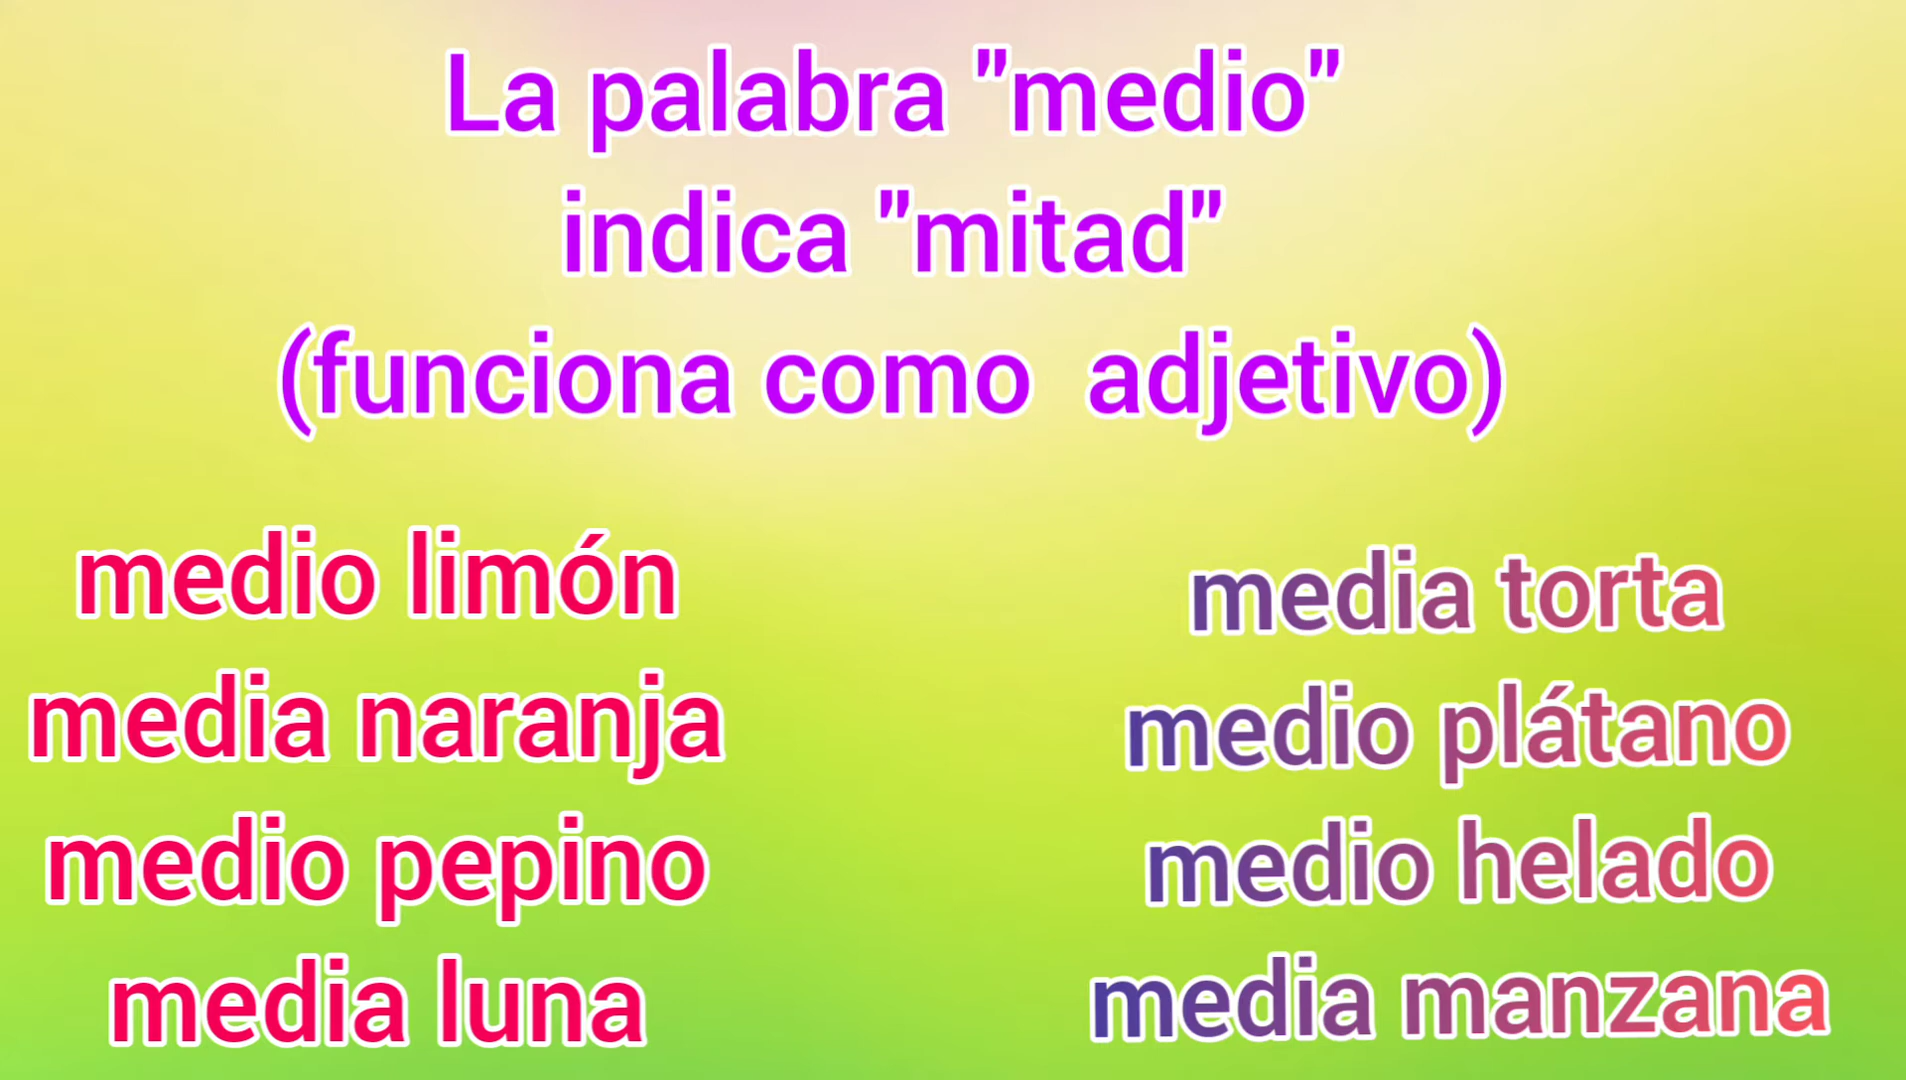 La palabra "medio"
indica "mitad"
(funciona como adjetivo)
medio limón
media naranja
medio pepino
media luna
media torta
medio plátano
medio helado
media manzana